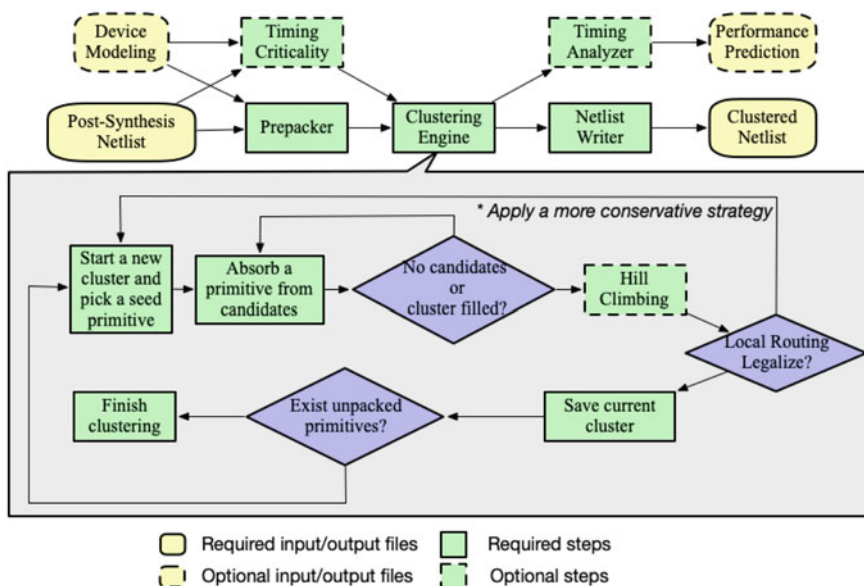 Device
Modeling
Timing
Criticality
Timing
Analyzer
Performance
Prediction
Post-Synthesis
Netlist
Prepacker
Clustering
Engine
Netlist
Writer
Clustered
Netlist
* Apply a more conservative strategy
Start a new
cluster and
pick a seed
primitive
Absorb a
primitive from
candidates
No candidates
or
cluster filled?
Hill
Climbing
Local Routing
Legalize?
Finish
clustering
Exist unpacked
primitives?
Save current
cluster
Required input/output files
Required steps
Optional input/output files
Optional steps